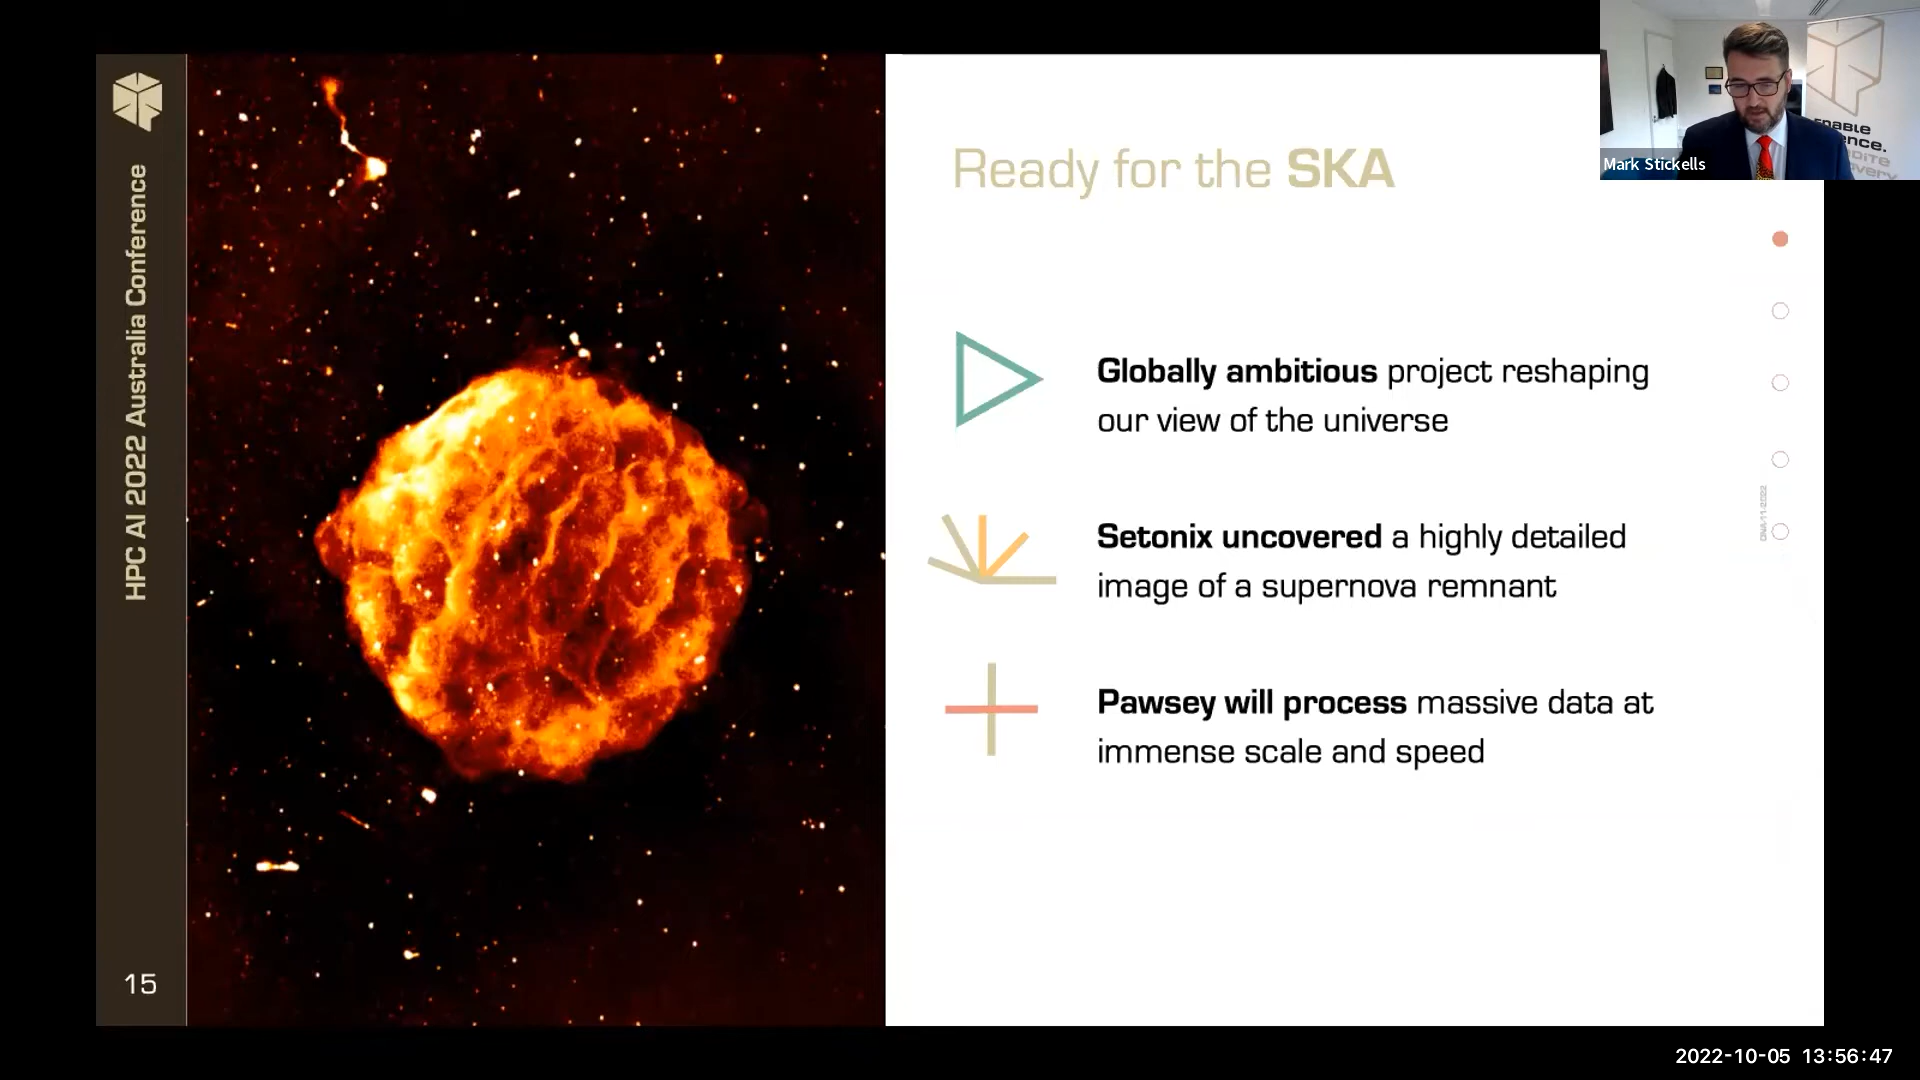 HPC AI 2022 Australia Conference
15
Ready for the SKA
Globally ambitious project reshaping
our view of the universe
Setonix uncovered a highly detailed
image of a supernova remnant
Pawsey will process massive data at
immense scale and speed
Mark Stickells
2022-10-05 13:56:47